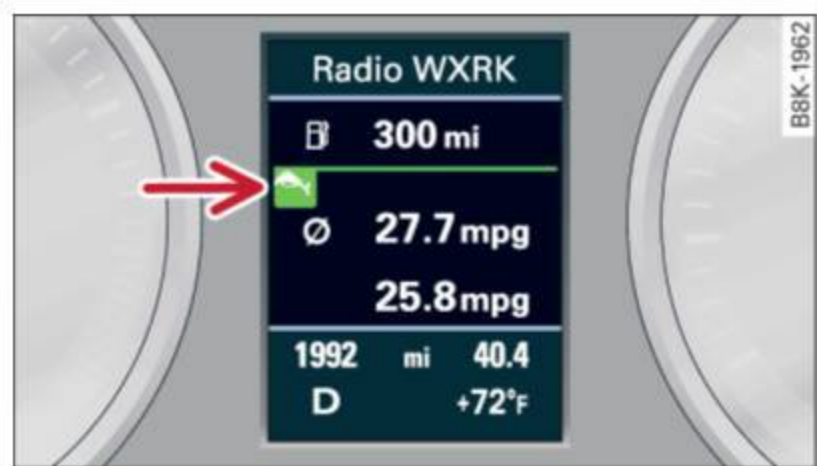 Radio WXRK
300 mi
Ø 27.7 mpg
25.8 mpg
1992 mi 40.4
D +72°F
B8K-1962